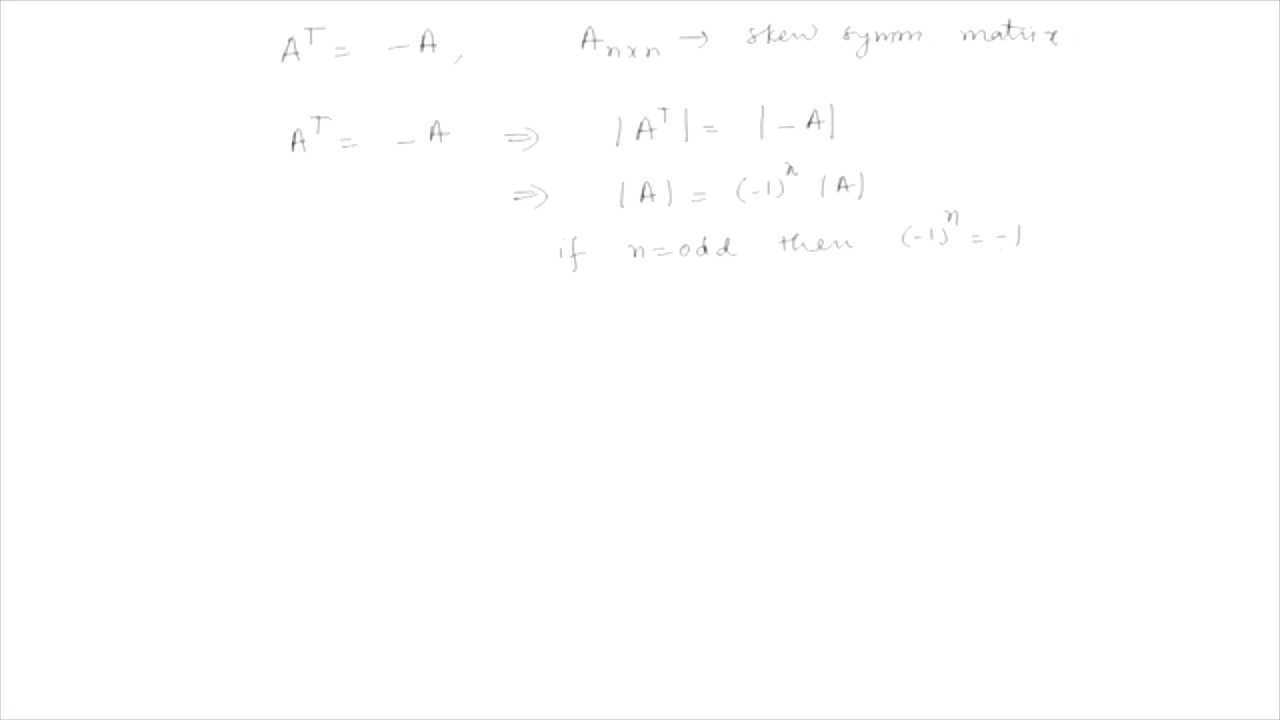 Aᵀ = -A, Aₙₓₙ → skew symm. matrix
Aᵀ = -A ⇒ |Aᵀ| = |-A|
⇒ |A| = (-1)ⁿ |A|
if n=odd then (-1)ⁿ = -1